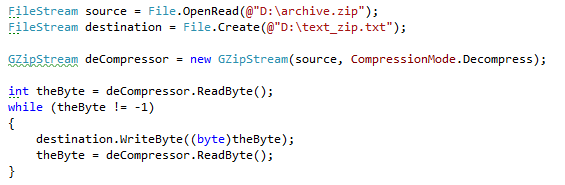 FileStream source = File.OpenRead(@"D:\archive.zip");
FileStream destination = File.Create(@"D:\text_zip.txt");
GZipStream deCompressor = new GZipStream(source, CompressionMode.Decompress);
int theByte = deCompressor.ReadByte();
while (theByte != -1)
{
    destination.WriteByte((byte)theByte);
    theByte = deCompressor.ReadByte();
}